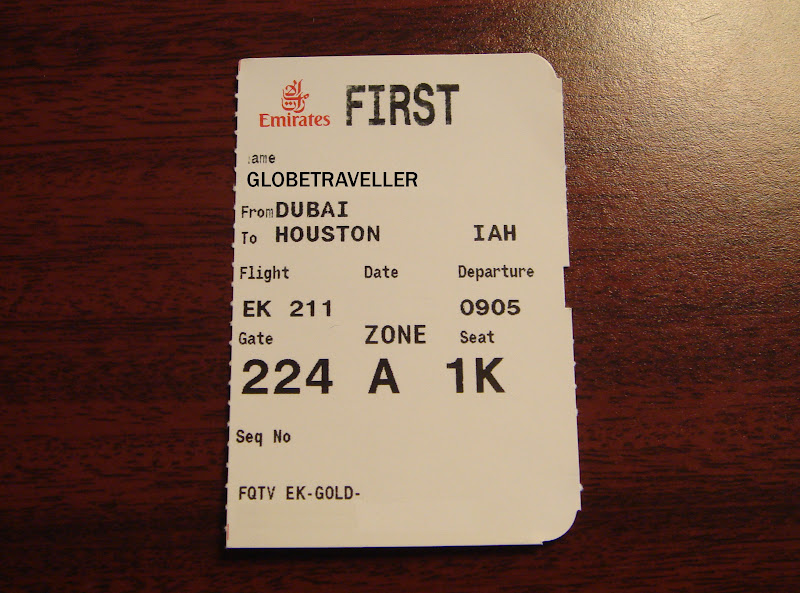 Emirates FIRST
ame
GLOBETRAVELLER
From DUBAI
To HOUSTON IAH
Flight Date Departure
EK 211 0905
Gate ZONE Seat
224 A 1K
Seq No
FQTV EK-GOLD-